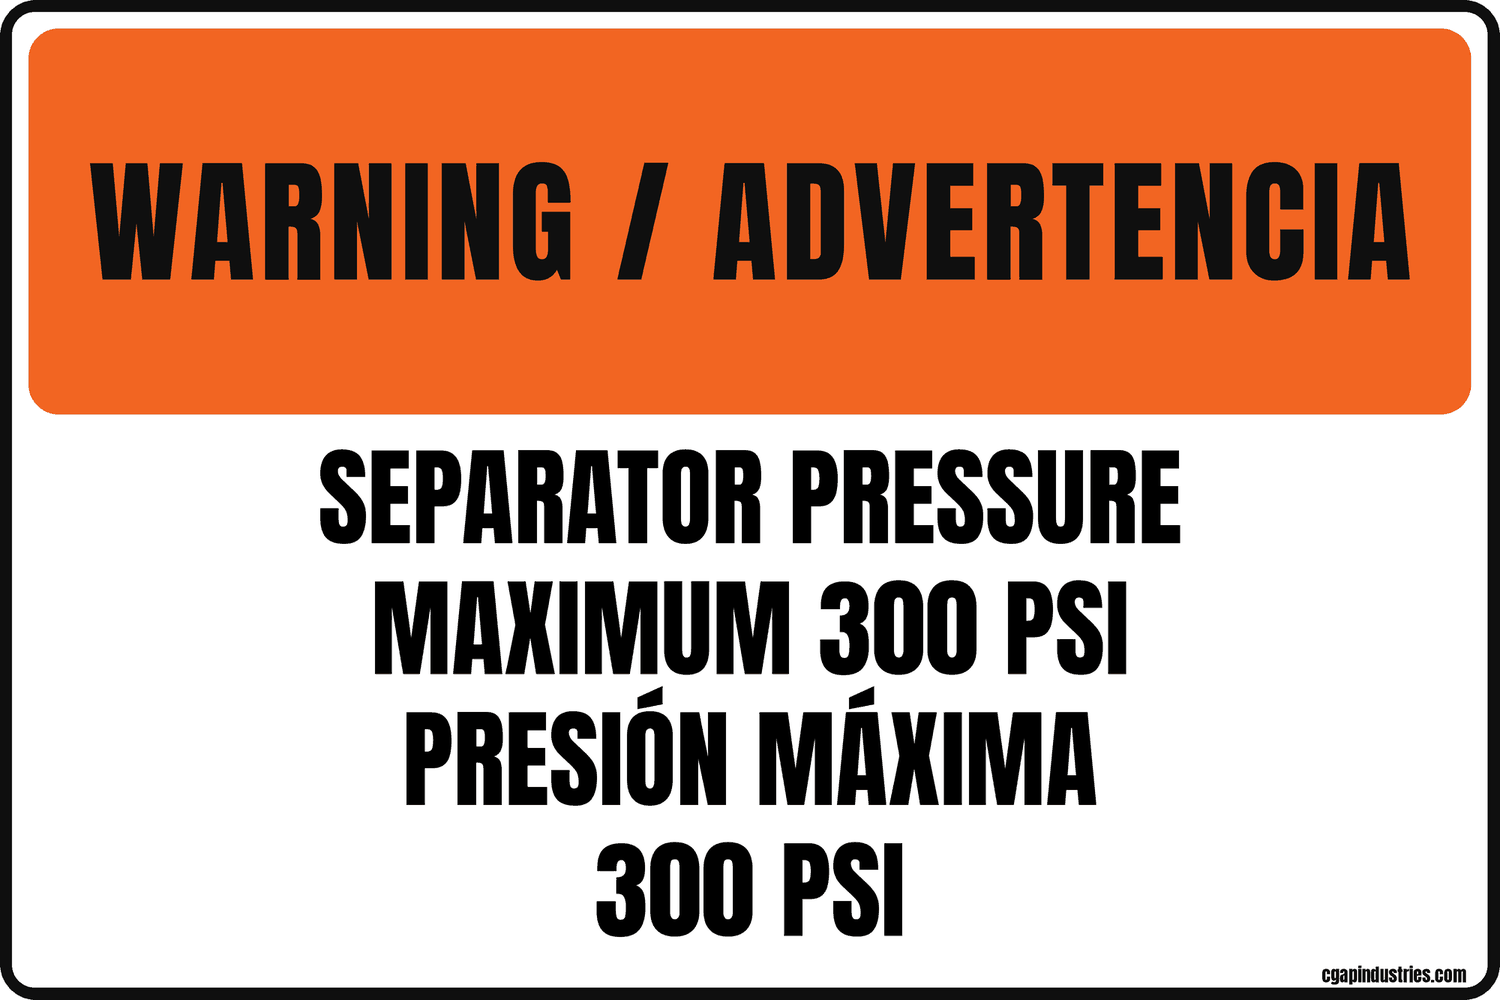 WARNING / ADVERTENCIA
SEPARATOR PRESSURE
MAXIMUM 300 PSI
PRESIÓN MÁXIMA
300 PSI
cgapindustries.com